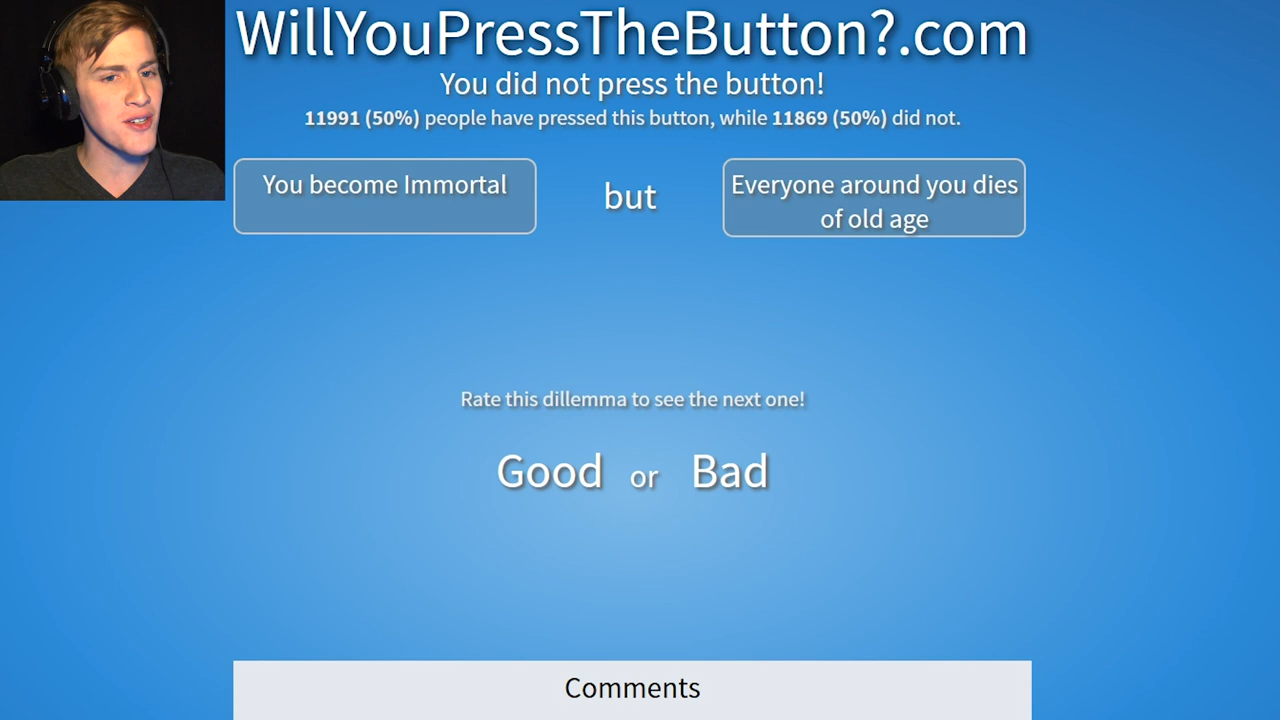 WillYouPressTheButton?.com
You did not press the button!
11991 (50%) people have pressed this button, while 11869 (50%) did not.
You become Immortal
but
Everyone around you dies
of old age
Rate this dillemma to see the next one!
Good or Bad
Comments